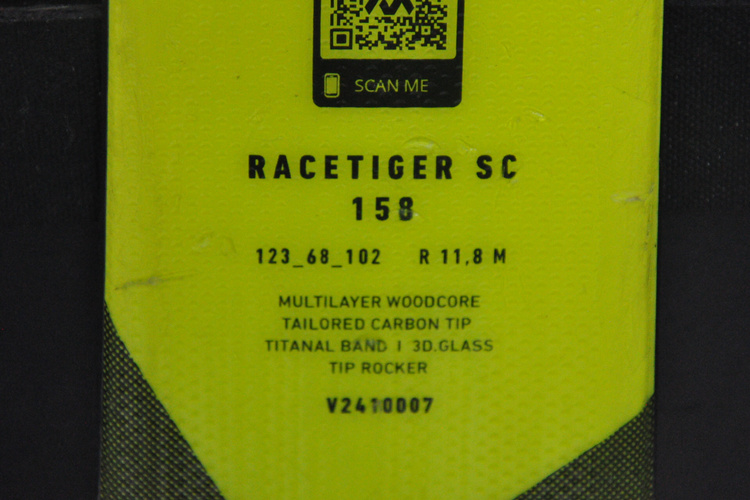 SCAN ME
RACETIGER SC
158
123_68_102 R 11,8 M
MULTILAYER WOODCORE
TAILORED CARBON TIP
TITANAL BAND I 3D.GLASS
TIP ROCKER
V2410D07